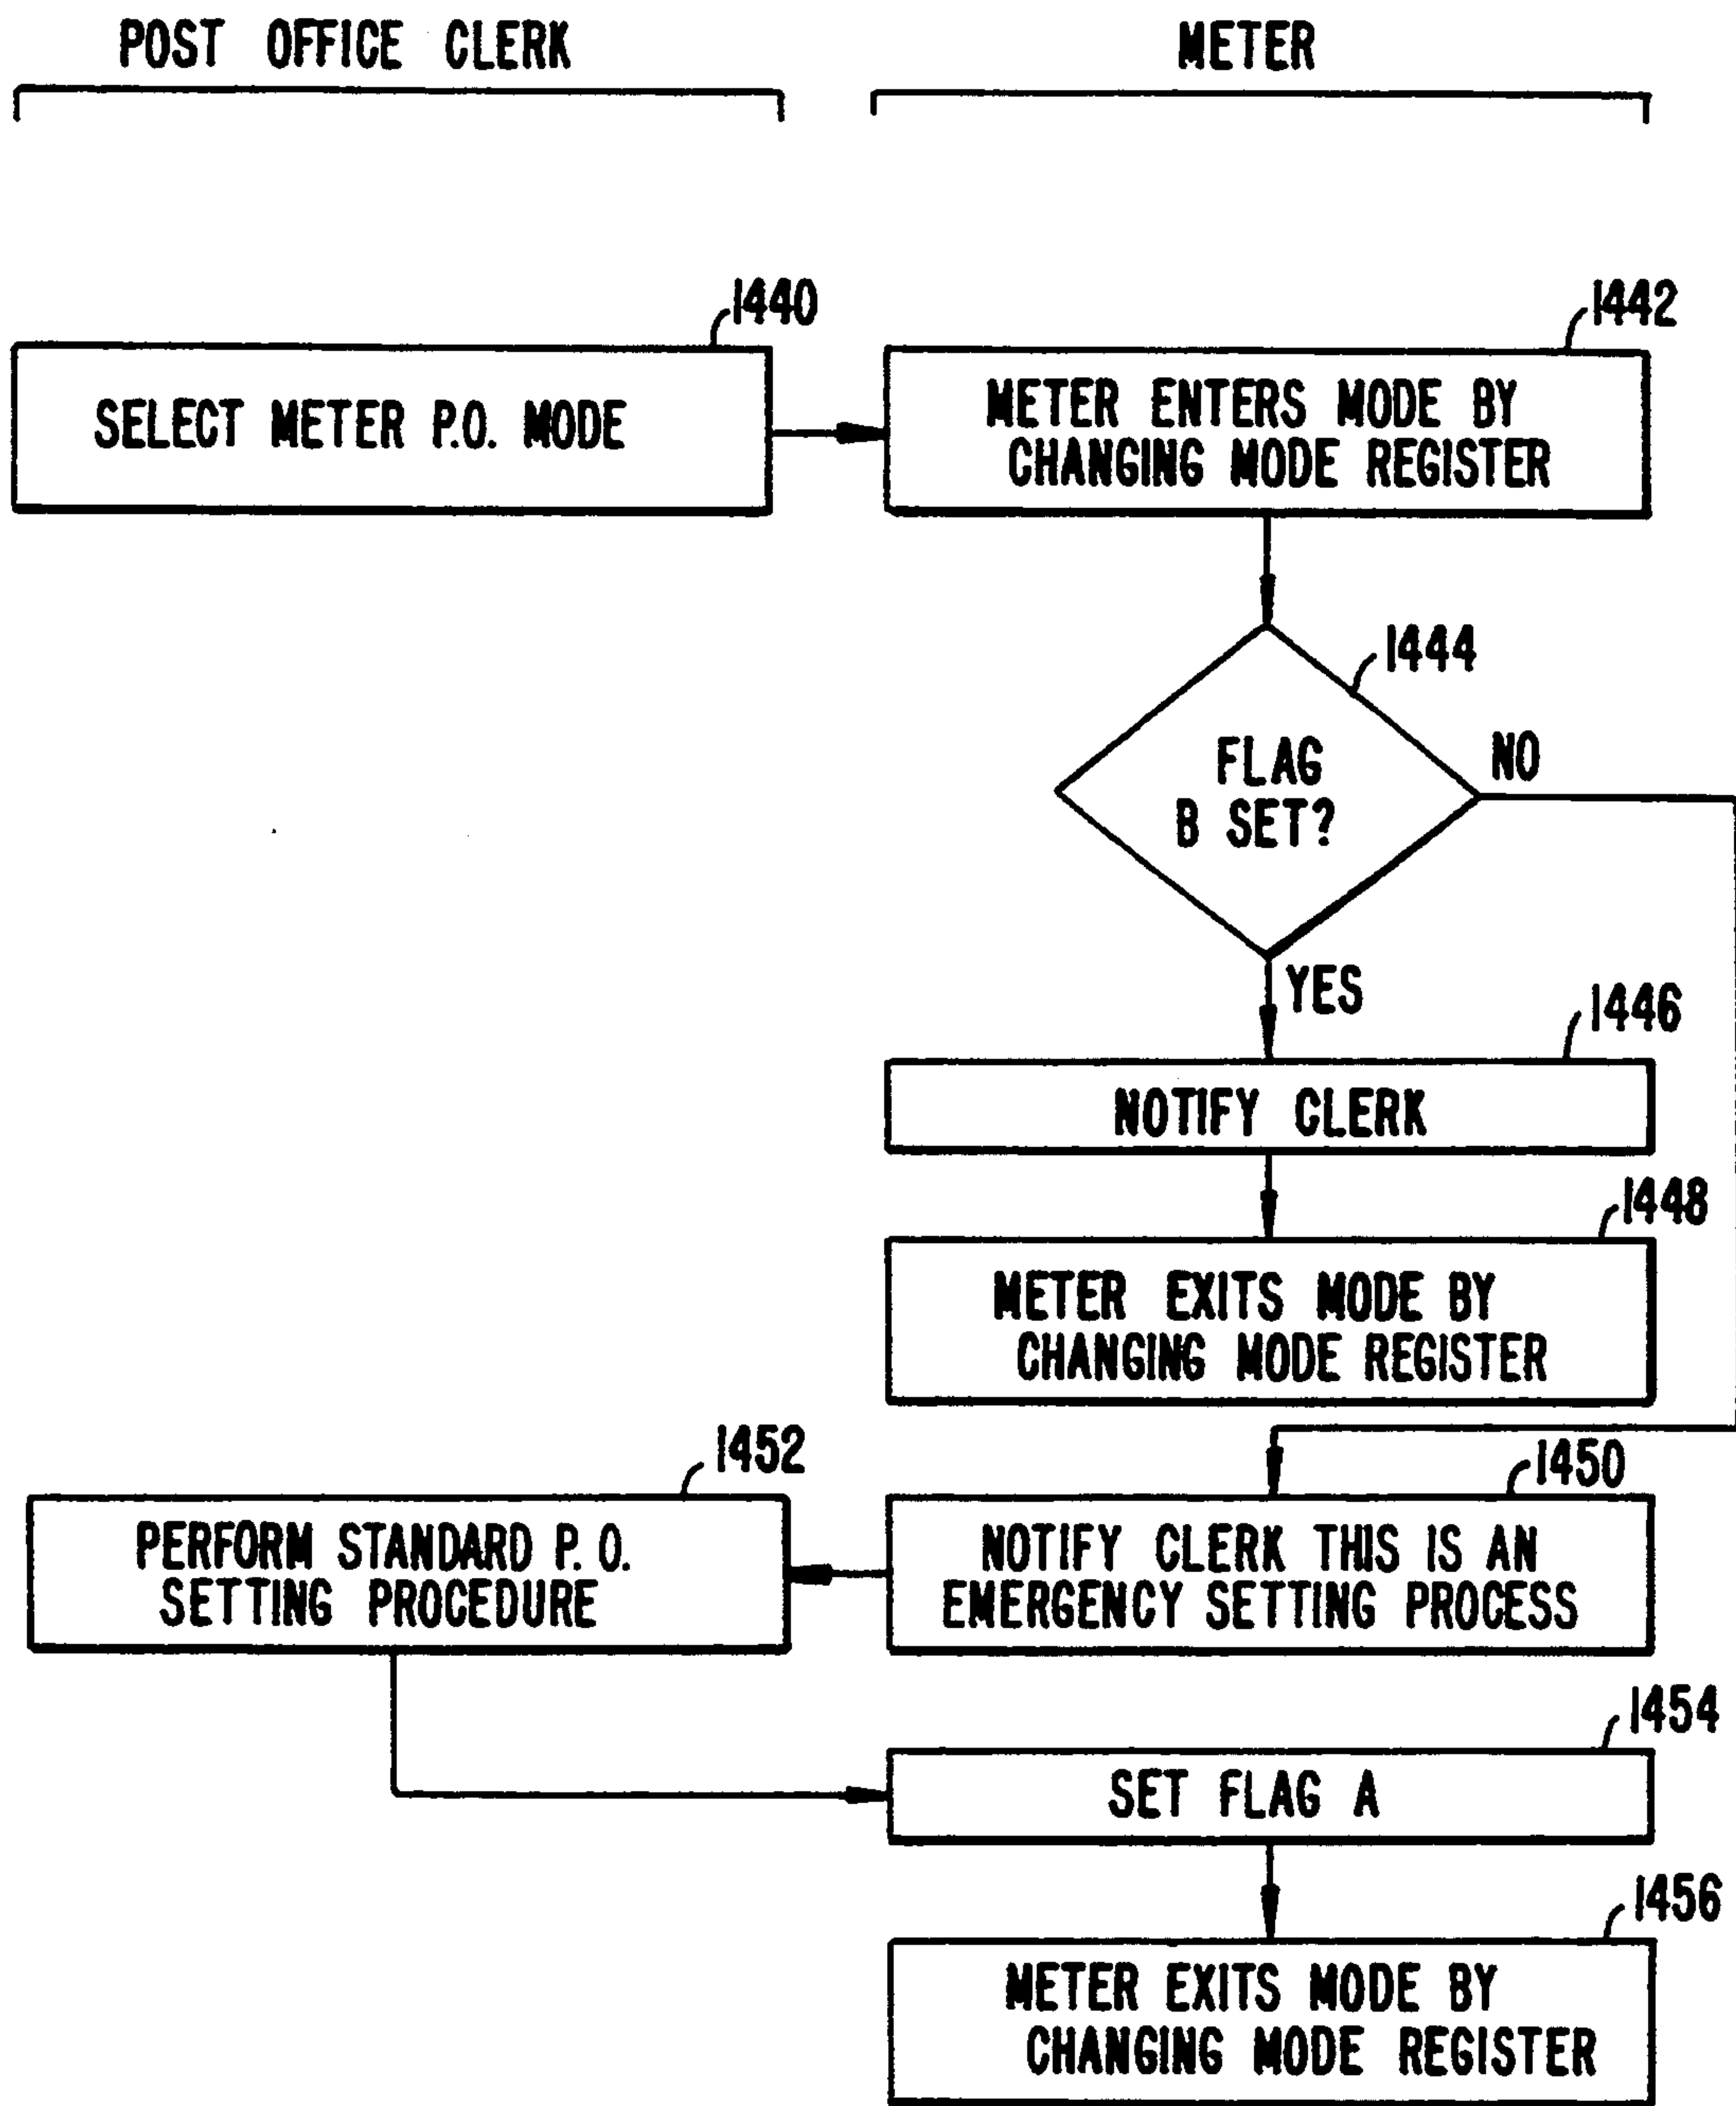 POST OFFICE CLERK
METER
1440
SELECT METER P.O. MODE
1442
METER ENTERS MODE BY
CHANGING MODE REGISTER
1444
FLAG
B SET?
NO
YES
1446
NOTIFY CLERK
1448
METER EXITS MODE BY
CHANGING MODE REGISTER
1452
PERFORM STANDARD P. O.
SETTING PROCEDURE
1450
NOTIFY CLERK THIS IS AN
EMERGENCY SETTING PROCESS
1454
SET FLAG A
1456
METER EXITS MODE BY
CHANGING MODE REGISTER